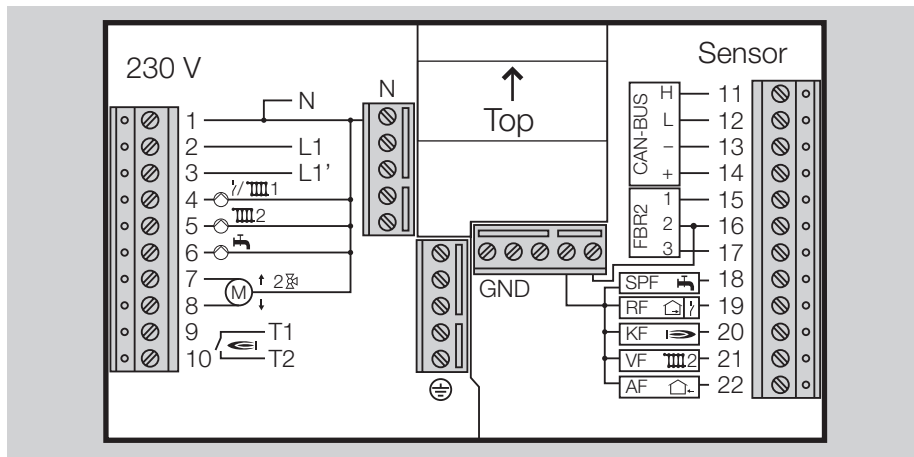 230 V
N
Top
Sensor
1 N
2 L1
3 L1’
4 1
5 2
6
7 M 2
8
9 T1
10 T2
GND
CAN-BUS
H 11
L 12
– 13
+ 14
FBR2
1 15
2 16
3 17
SPF 18
RF 19
KF 20
VF 2 21
AF 22